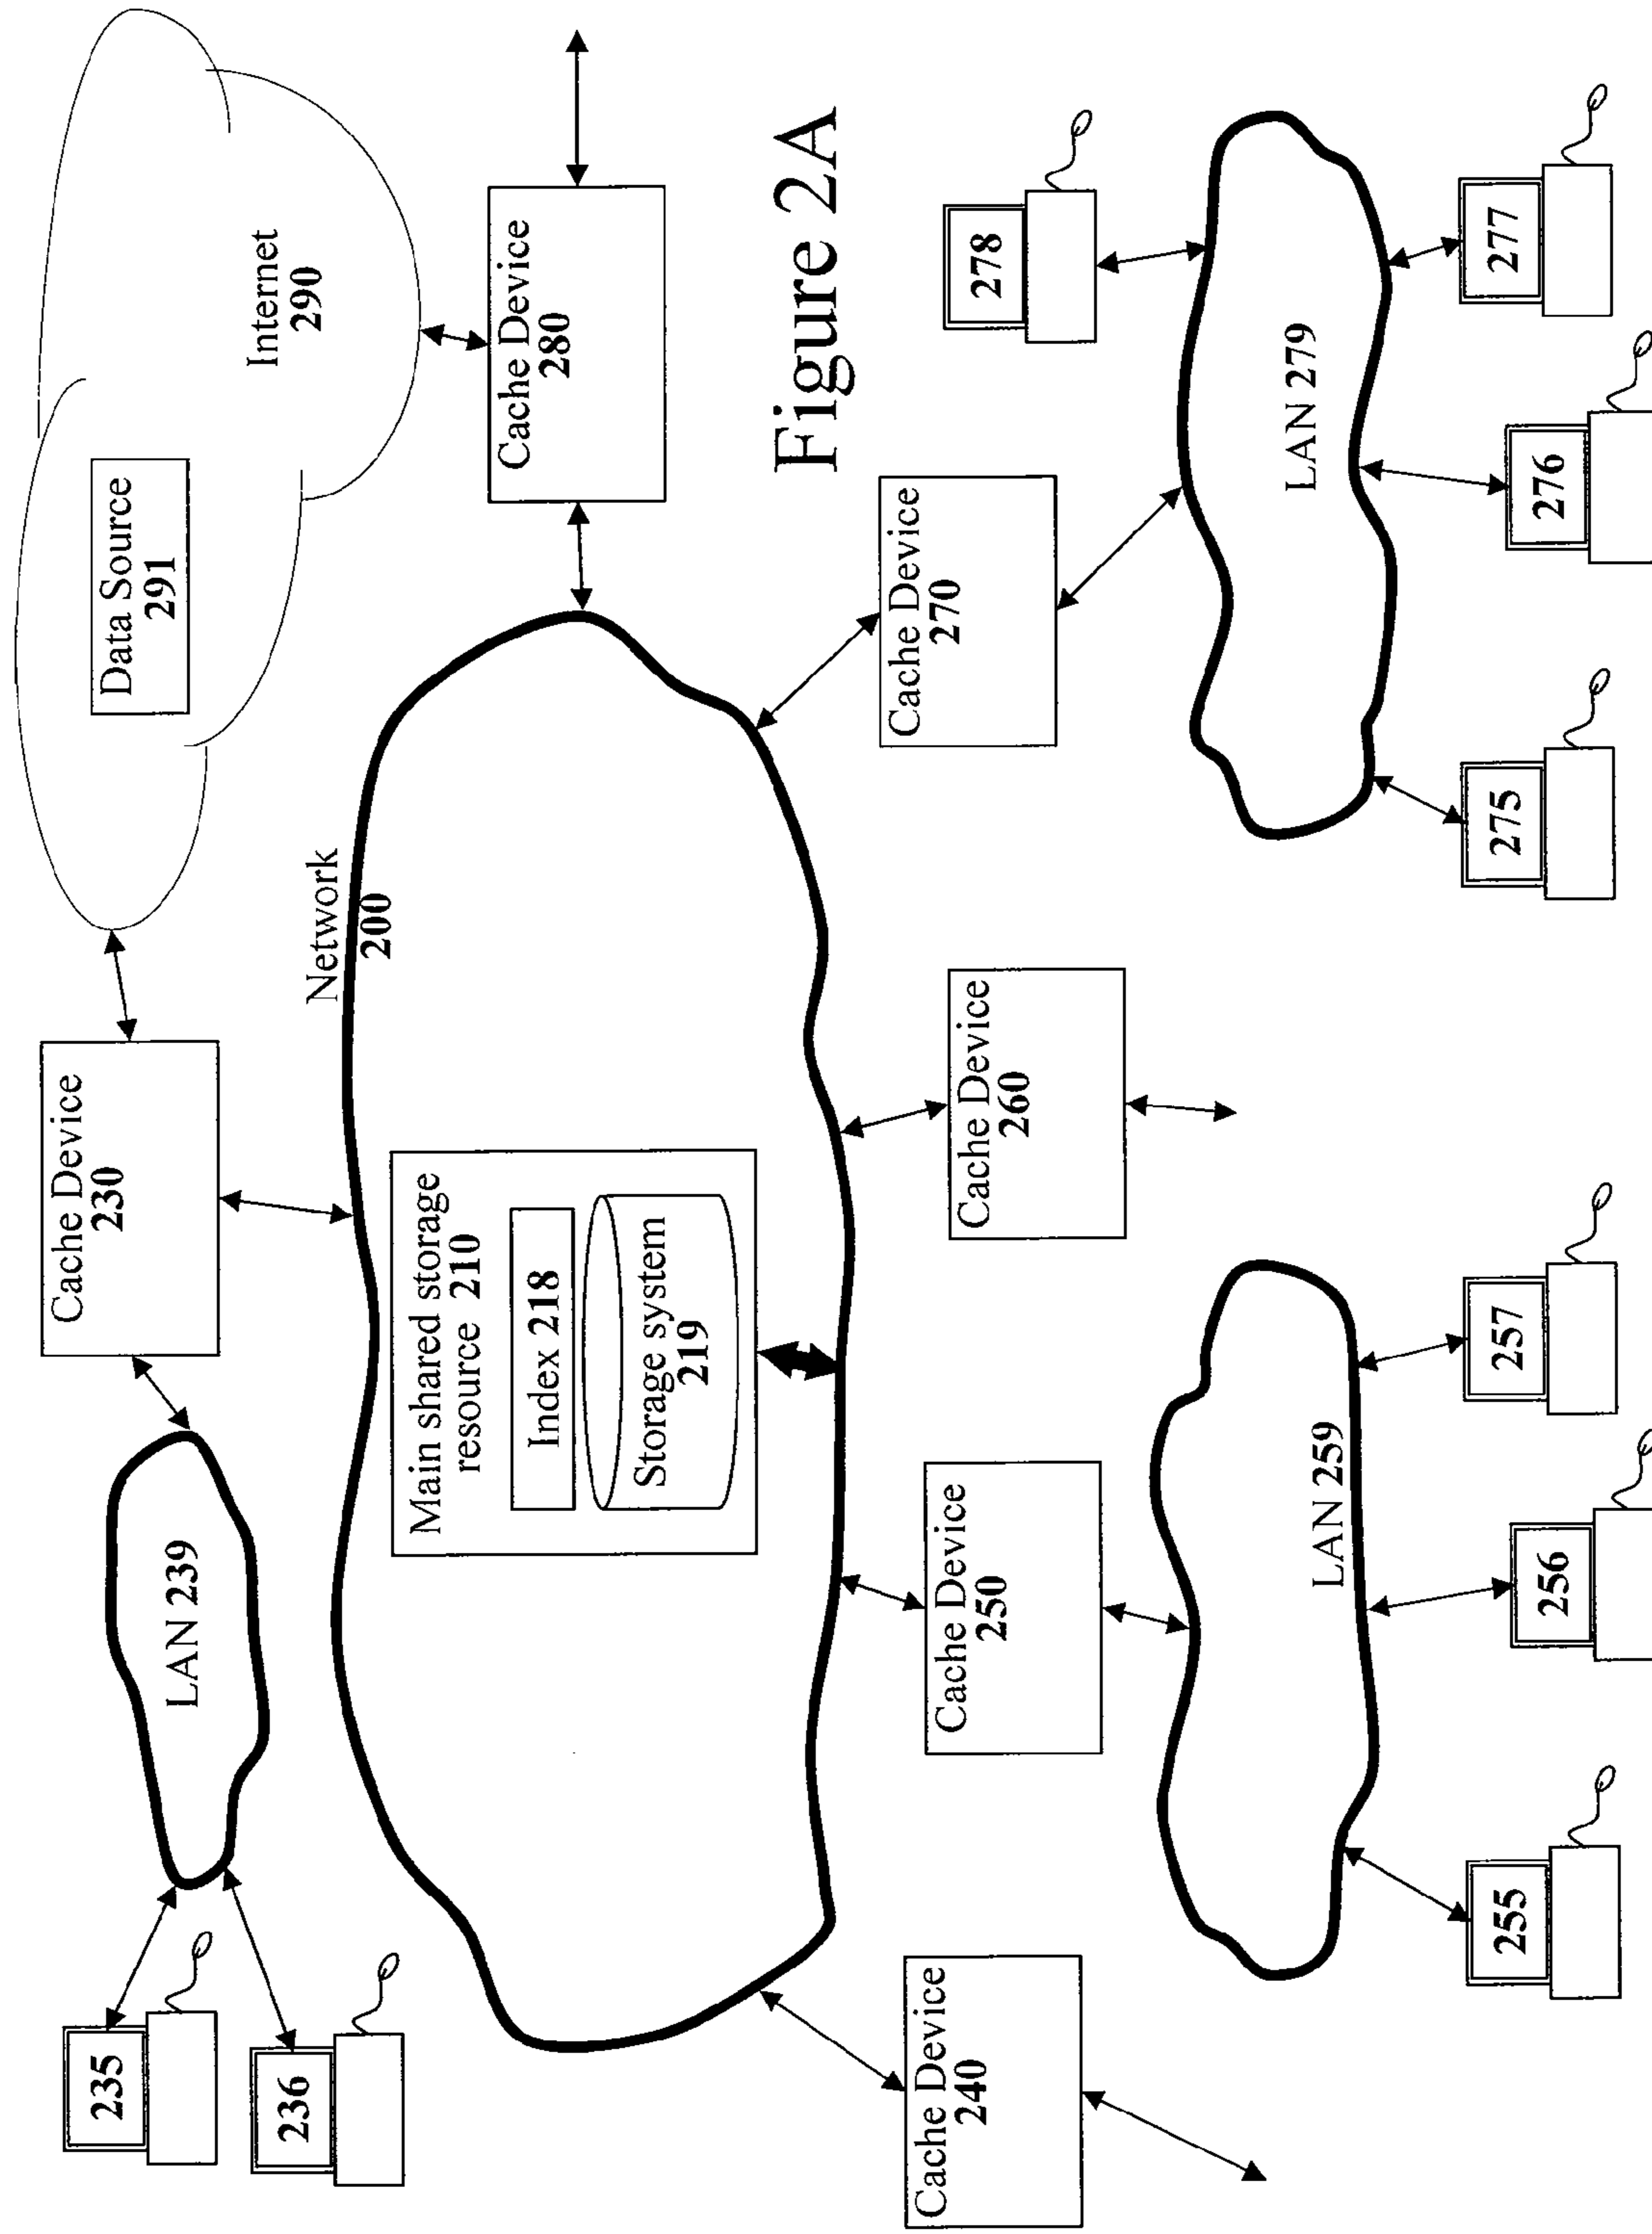 Data Source
291
Internet
290
Cache Device
230
LAN 239
235
236
Network
200
Cache Device
280
Main shared storage
resource 210
Index 218
Storage system
219
Figure 2A
Cache Device
240
Cache Device
250
Cache Device
260
Cache Device
270
278
LAN 259
LAN 279
255
256
257
275
276
277